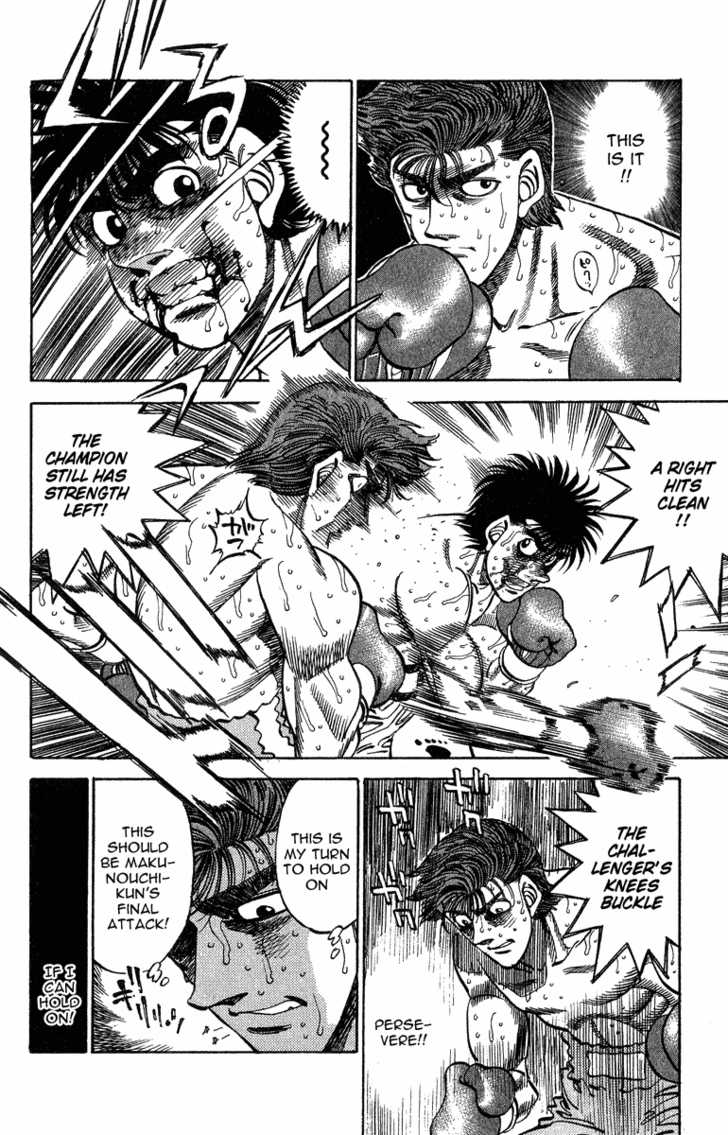 THIS
IS IT
!!
A RIGHT
HITS
CLEAN
!!
THE
CHAMPION
STILL HAS
STRENGTH
LEFT!
THE
CHAL-
LENGER'S
KNEES
BUCKLE
PERSE-
VERE!!
THIS IS
MY TURN
TO HOLD
ON
THIS
SHOULD
BE MAKU-
NOUCHI-
KUN'S
FINAL
ATTACK!
IF I
CAN
HOLD
ON!